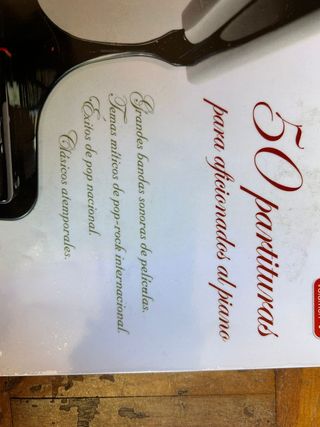 50 partituras
para aficionados al piano
Grandes bandas sonoras de películas.
Temas míticos de pop-rock internacional.
Éxitos de pop nacional.
Clásicos atemporales.